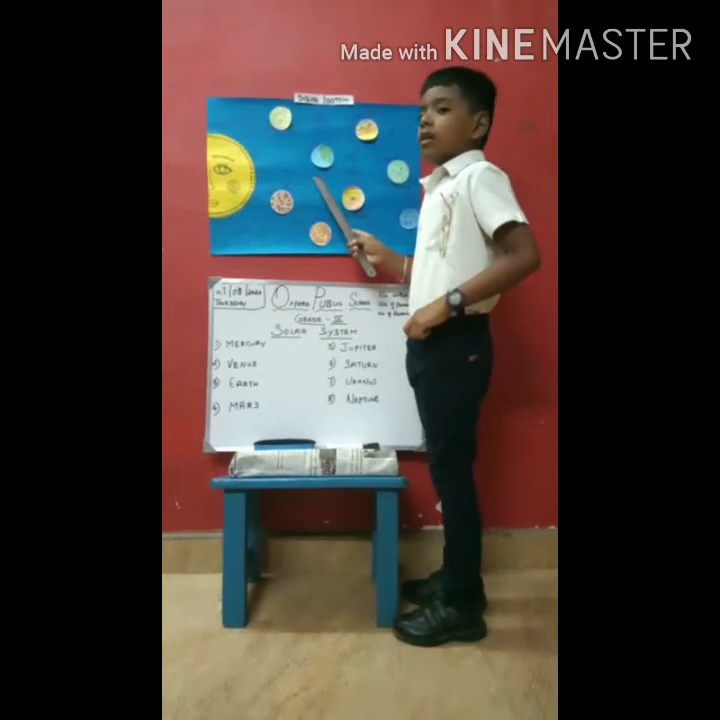 Made with KINEMASTER
SOLAR SYSTEM
THURSDAY
OXFORD PUBLIC SCHOOL
GRADE - III
SOLAR SYSTEM
1) MERCURY
2) VENUS
3) EARTH
4) MARS
5) JUPITER
6) SATURN
7) URANUS
8) NEPTUNE